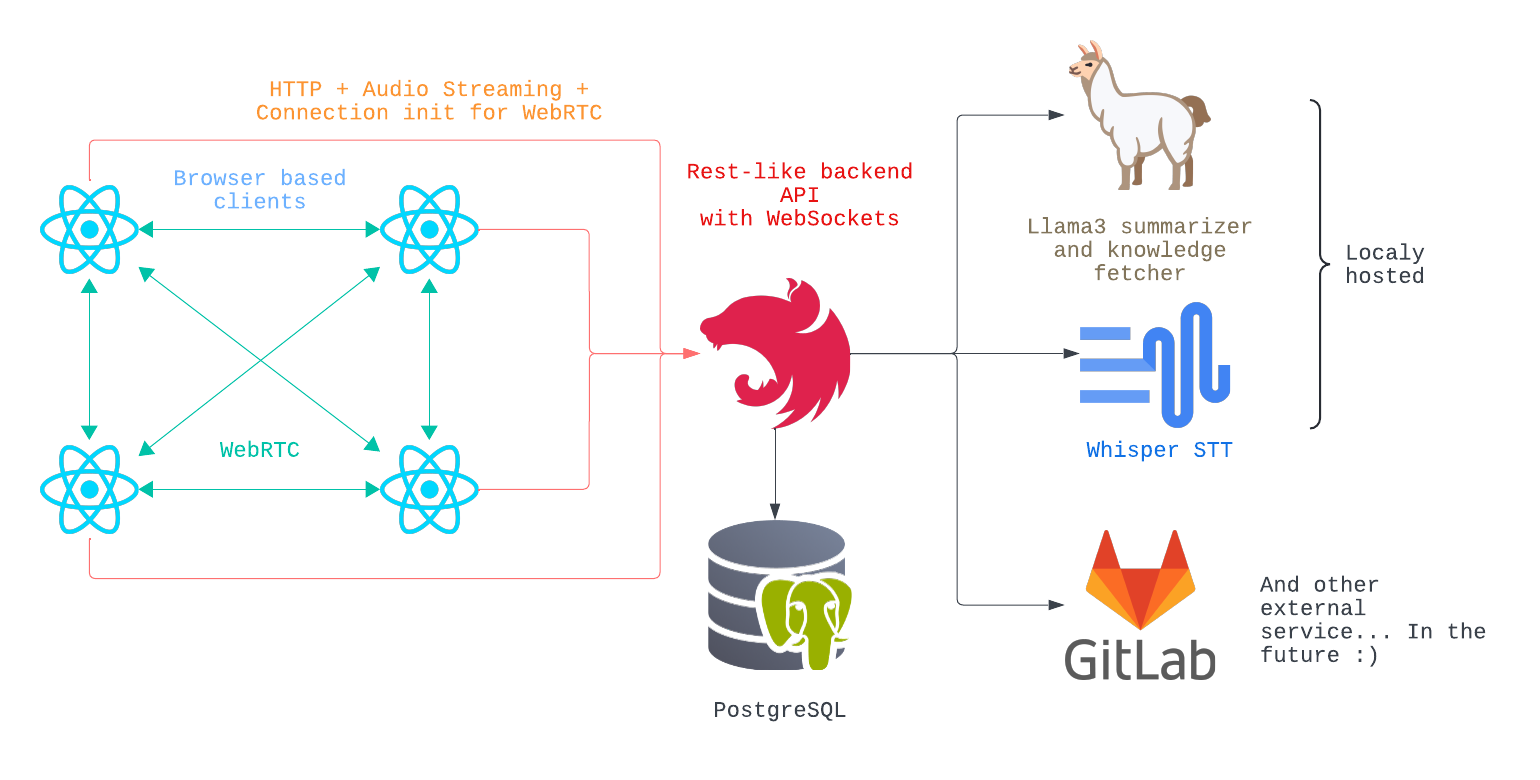 HTTP + Audio Streaming +
Connection init for WebRTC
Browser based
clients
WebRTC
Rest-like backend
API
with WebSockets
PostgreSQL
Llama3 summarizer
and knowledge
fetcher
Whisper STT
Localy
hosted
GitLab
And other
external
service... In the
future :)